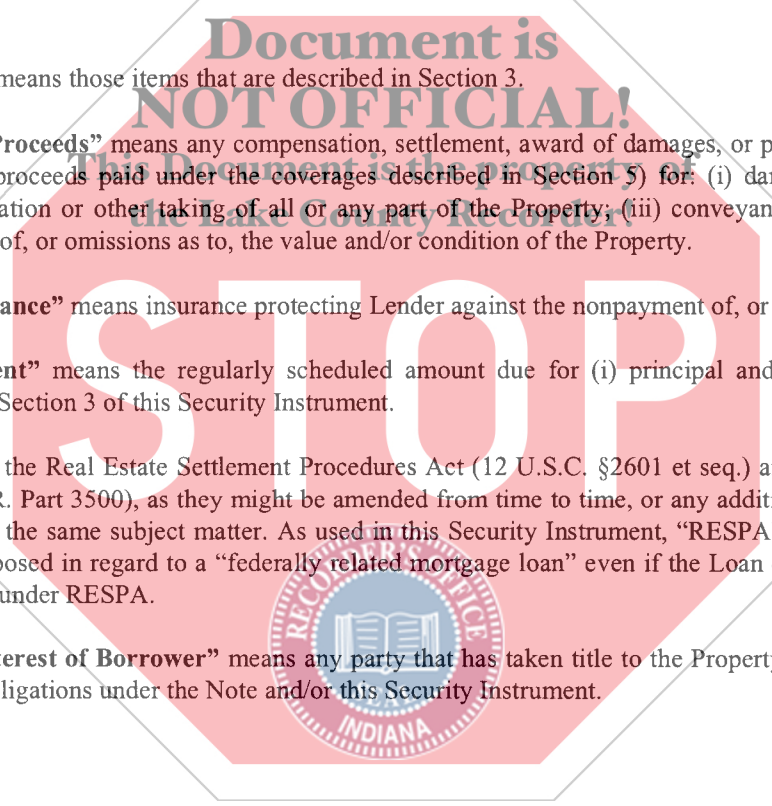 Document is
means those items that are described in Section 3.
NOT OFFICIAL!
Proceeds” means any compensation, settlement, award of damages, or p
This Document is the property of
proceeds paid under the coverages described in Section 5) for: (i) dar
ation or other taking of all or any part of the Property; (iii) conveyan
the Lake County Recorder!
of, or omissions as to, the value and/or condition of the Property.
ance” means insurance protecting Lender against the nonpayment of, or
STOP
ent” means the regularly scheduled amount due for (i) principal and
Section 3 of this Security Instrument.
the Real Estate Settlement Procedures Act (12 U.S.C. §2601 et seq.) a
R. Part 3500), as they might be amended from time to time, or any addit
the same subject matter. As used in this Security Instrument, “RESPA
posed in regard to a “federally related mortgage loan” even if the Loan
under RESPA.
RECORDER'S OFFICE
terest of Borrower” means any party that has taken title to the Property
ligations under the Note and/or this Security Instrument.
SEAL
INDIANA